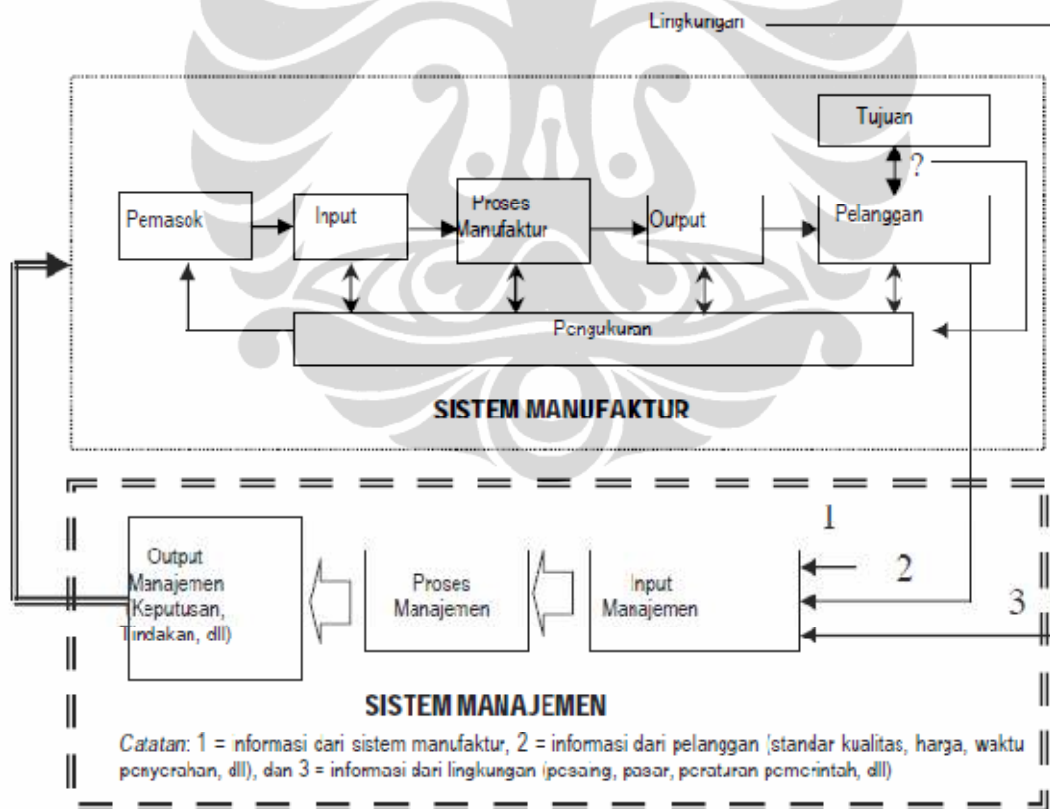 Lingkungan
Tujuan
?
Pemasok
Input
Proses
Manufaktur
Output
Pelanggan
Pengukuran
SISTEM MANUFAKTUR
1
2
3
Output
Manajemen
(Keputusan,
Tindakan, dll)
Proses
Manajemen
Input
Manajemen
SISTEM MANAJEMEN
Catatan: 1 = informasi dari sistem manufaktur, 2 = informasi dari pelanggan (standar kualitas, harga, waktu
penyerahan, dll), dan 3 = informasi dari lingkungan (pesaing, pasar, peraturan pemerintah, dll)